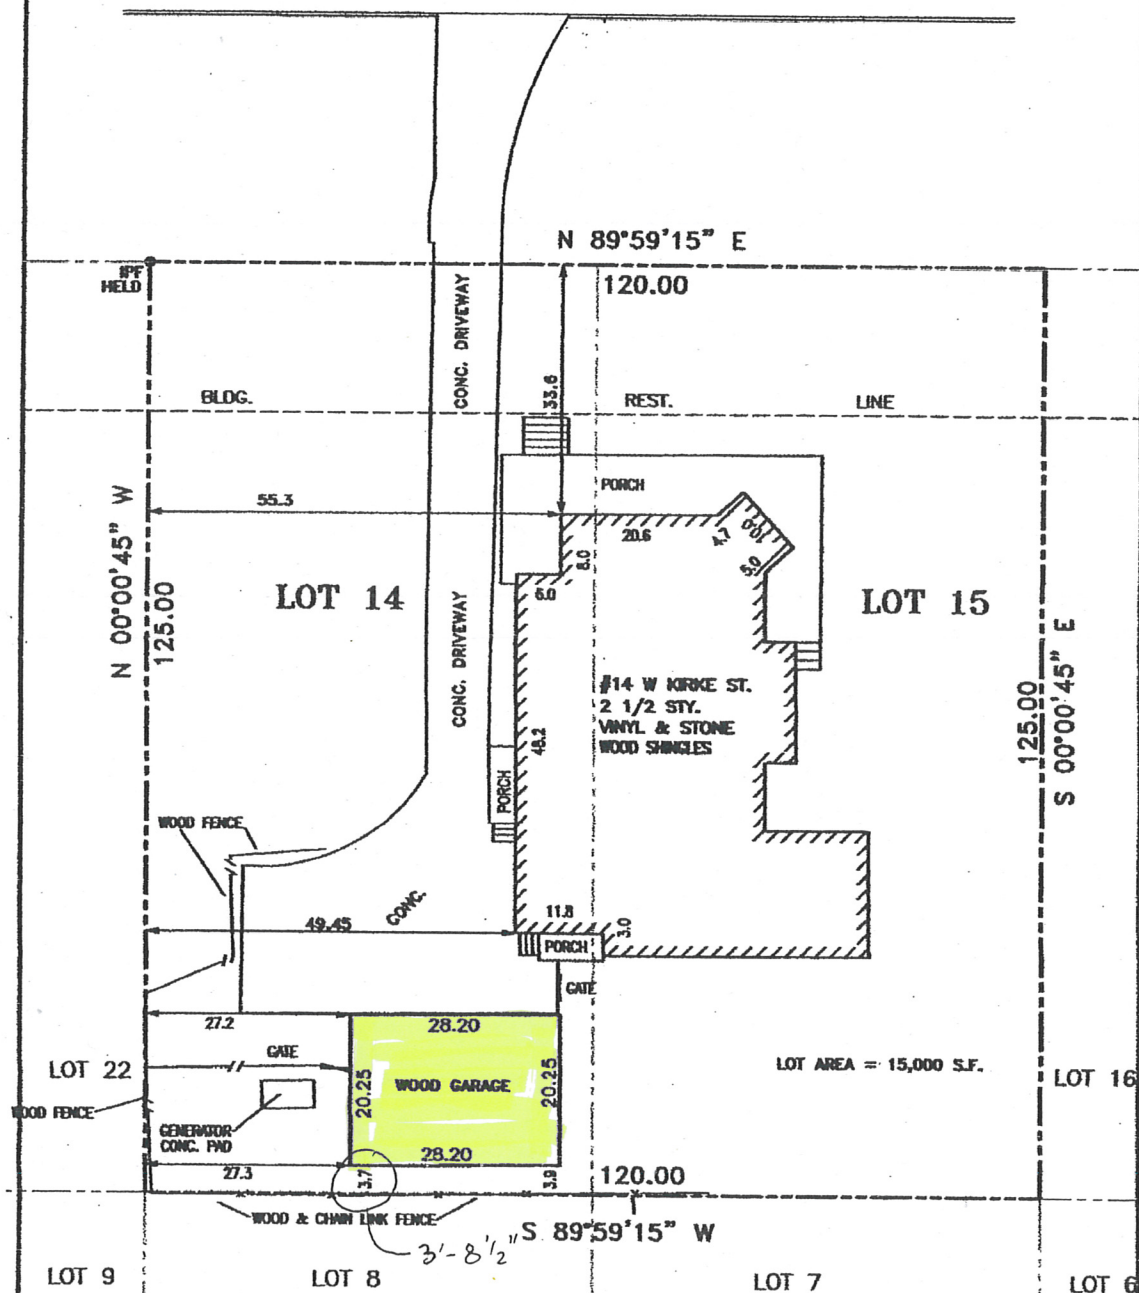 N 89°59'15" E
IPF
HELD
120.00
CONC. DRIVEWAY
33.6
BLDG.
REST.
LINE
PORCH
55.3
20.6
4.7
10.0
5.0
8.0
6.0
N 00°00'45" W
125.00
LOT 14
LOT 15
CONC. DRIVEWAY
#14 W KIRKE ST.
2 1/2 STY.
VINYL & STONE
WOOD SHINGLES
48.2
125.00
S 00°00'45" E
PORCH
WOOD FENCE
CONC.
49.45
11.8
3.0
PORCH
GATE
27.2
28.20
GATE
LOT 22
20.25
WOOD GARAGE
20.25
LOT AREA = 15,000 S.F.
LOT 16
WOOD FENCE
GENERATOR
CONC. PAD
28.20
27.3
3.7
3.9
120.00
WOOD & CHAIN LINK FENCE
S 89°59'15" W
3'-8 1/2"
LOT 9
LOT 8
LOT 7
LOT 6